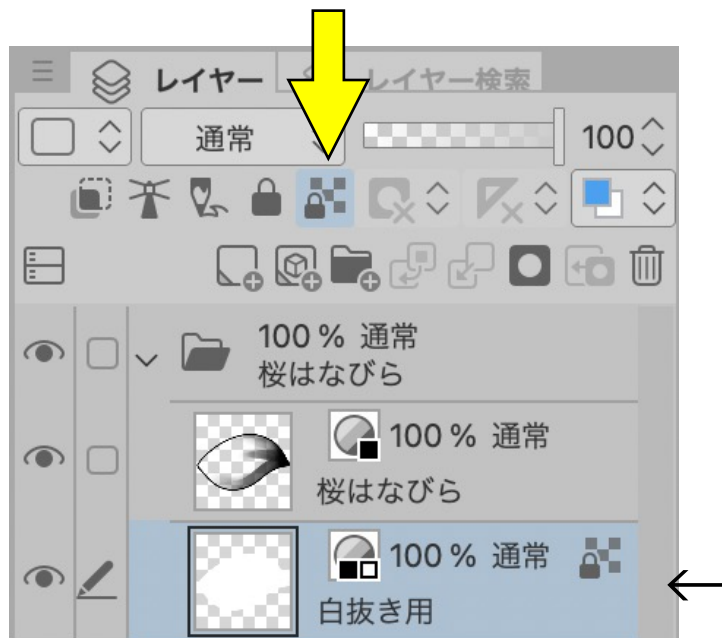 レイヤー
レイヤー検索
通常
100
100 % 通常
桜はなびら
100 % 通常
桜はなびら
100 % 通常
白抜き用